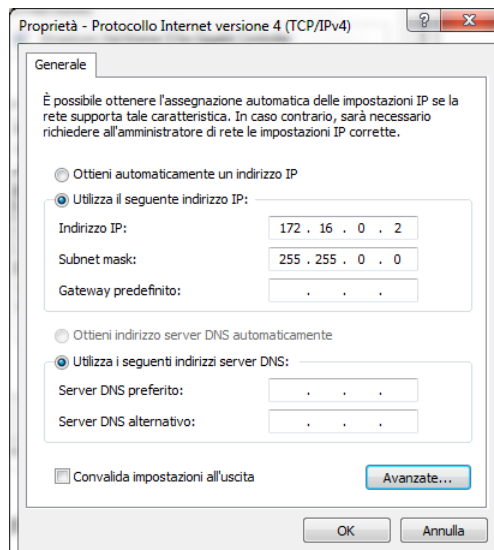 Proprietà - Protocollo Internet versione 4 (TCP/IPv4)
Generale
È possibile ottenere l'assegnazione automatica delle impostazioni IP se la
rete supporta tale caratteristica. In caso contrario, sarà necessario
richiedere all'amministratore di rete le impostazioni IP corrette.
Ottieni automaticamente un indirizzo IP
Utilizza il seguente indirizzo IP:
Indirizzo IP: 172 . 16 . 0 . 2
Subnet mask: 255 . 255 . 0 . 0
Gateway predefinito: . . .
Ottieni indirizzo server DNS automaticamente
Utilizza i seguenti indirizzi server DNS:
Server DNS preferito: . . .
Server DNS alternativo: . . .
Convalida impostazioni all'uscita Avanzate...
OK Annulla